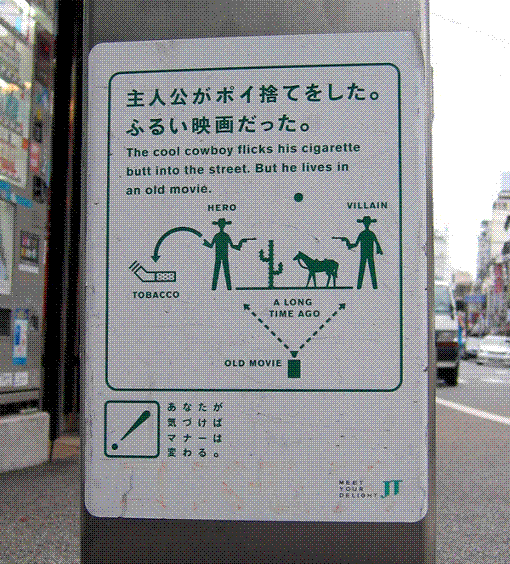 主人公がポイ捨てをした。
ふるい映画だった。
The cool cowboy flicks his cigarette
butt into the street. But he lives in
an old movie.
HERO
VILLAIN
TOBACCO
A LONG
TIME AGO
OLD MOVIE
あなたが
気づけば
マナーは
変わる。
MEET
YOUR
DELIGHT
JT